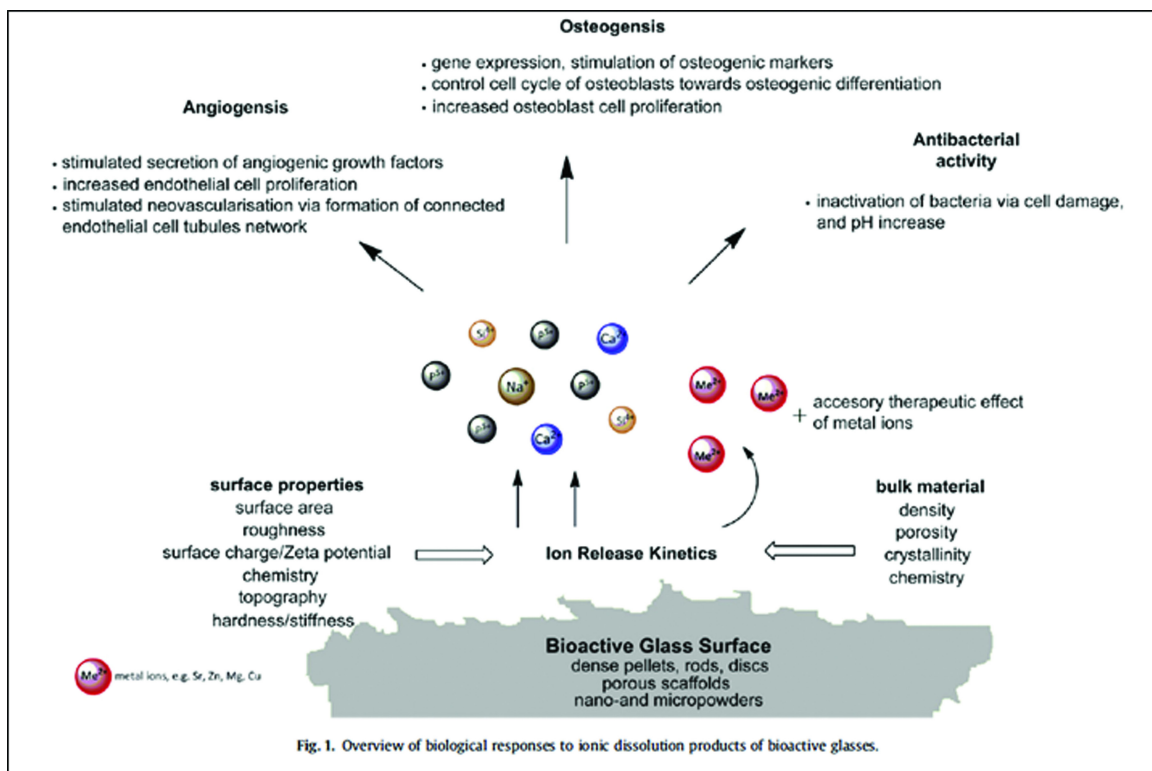 Osteogensis
• gene expression, stimulation of osteogenic markers
• control cell cycle of osteoblasts towards osteogenic differentiation
• increased osteoblast cell proliferation
Angiogensis
• stimulated secretion of angiogenic growth factors
• increased endothelial cell proliferation
• stimulated neovascularisation via formation of connected
endothelial cell tubules network
Antibacterial
activity
• inactivation of bacteria via cell damage,
and pH increase
Si⁴⁺
P⁵⁺
Ca²⁺
P⁵⁺
Na⁺
P⁵⁺
Me²⁺
Me²⁺
P⁵⁺
Ca²⁺
Si⁴⁺
Me²⁺
+ accesory therapeutic effect
of metal ions
surface properties
surface area
roughness
surface charge/Zeta potential
chemistry
topography
hardness/stiffness
Ion Release Kinetics
bulk material
density
porosity
crystallinity
chemistry
Bioactive Glass Surface
dense pellets, rods, discs
porous scaffolds
nano-and micropowders
Me²⁺ metal ions, e.g. Sr, Zn, Mg, Cu
Fig. 1. Overview of biological responses to ionic dissolution products of bioactive glasses.